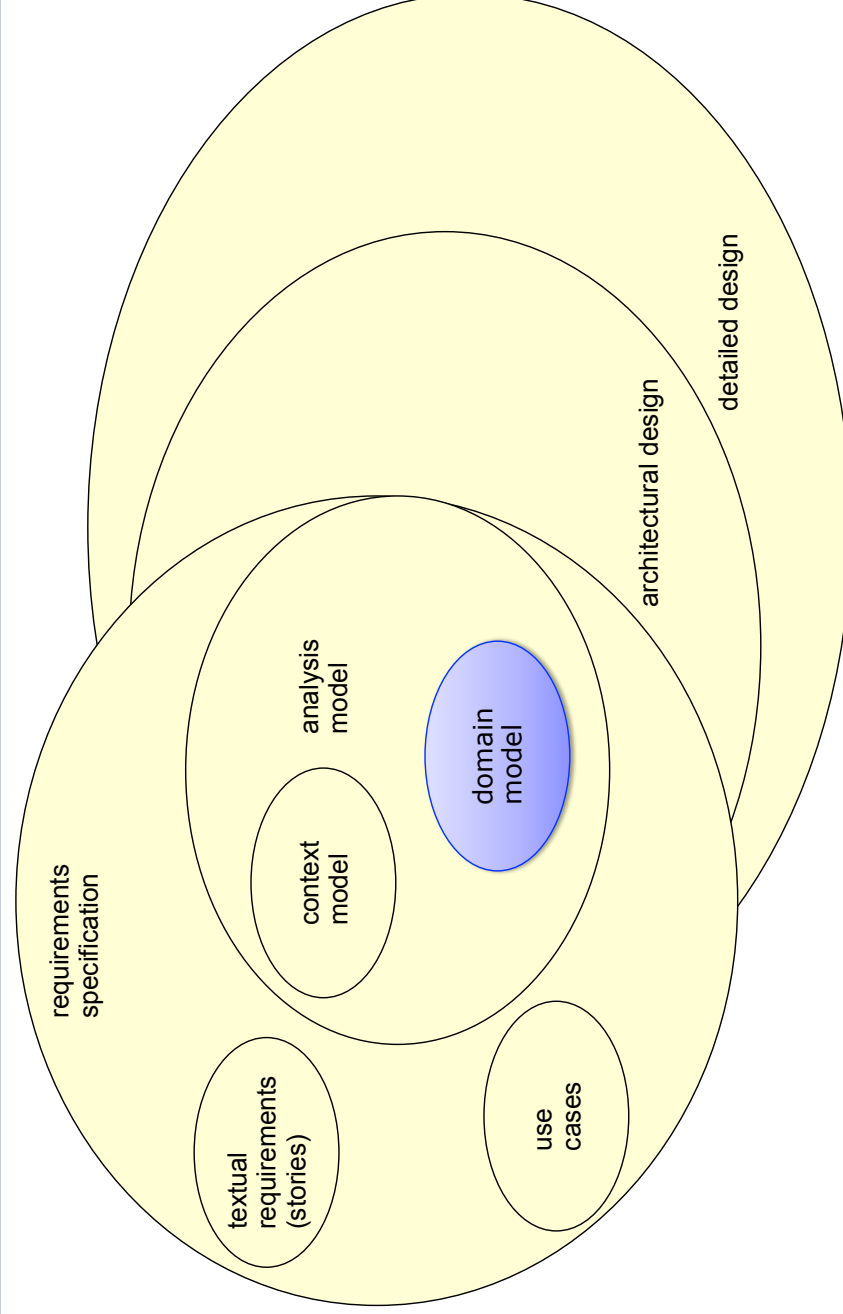 requirements
specification
textual
requirements
(stories)
use
cases
context
model
analysis
model
domain
model
architectural design
detailed design